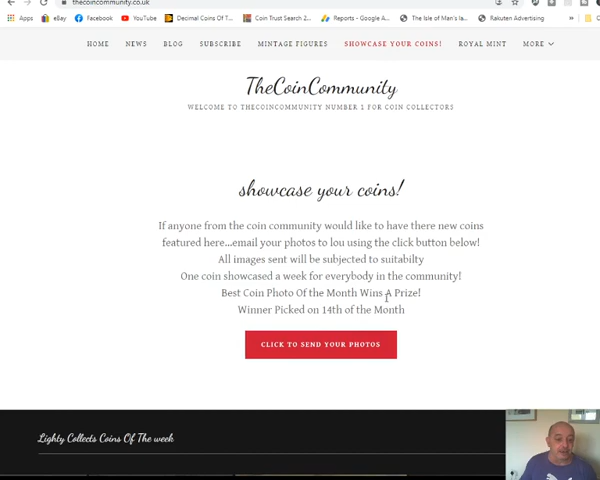 thecoincommunity.co.uk
Apps eBay Facebook YouTube Decimal Coins Of T... Coin Trust Search 2... Reports - Google A... The Isle of Man's la... Rakuten Advertising »
HOME NEWS BLOG SUBSCRIBE MINTAGE FIGURES SHOWCASE YOUR COINS! ROYAL MINT MORE
TheCoinCommunity
WELCOME TO THECOINCOMMUNITY NUMBER 1 FOR COIN COLLECTORS
showcase your coins!
If anyone from the coin community would like to have there new coins
featured here...email your photos to lou using the click button below!
All images sent will be subjected to suitabilty
One coin showcased a week for everybody in the community!
Best Coin Photo Of the Month Wins A Prize!
Winner Picked on 14th of the Month
CLICK TO SEND YOUR PHOTOS
Lighty Collects Coins Of The week